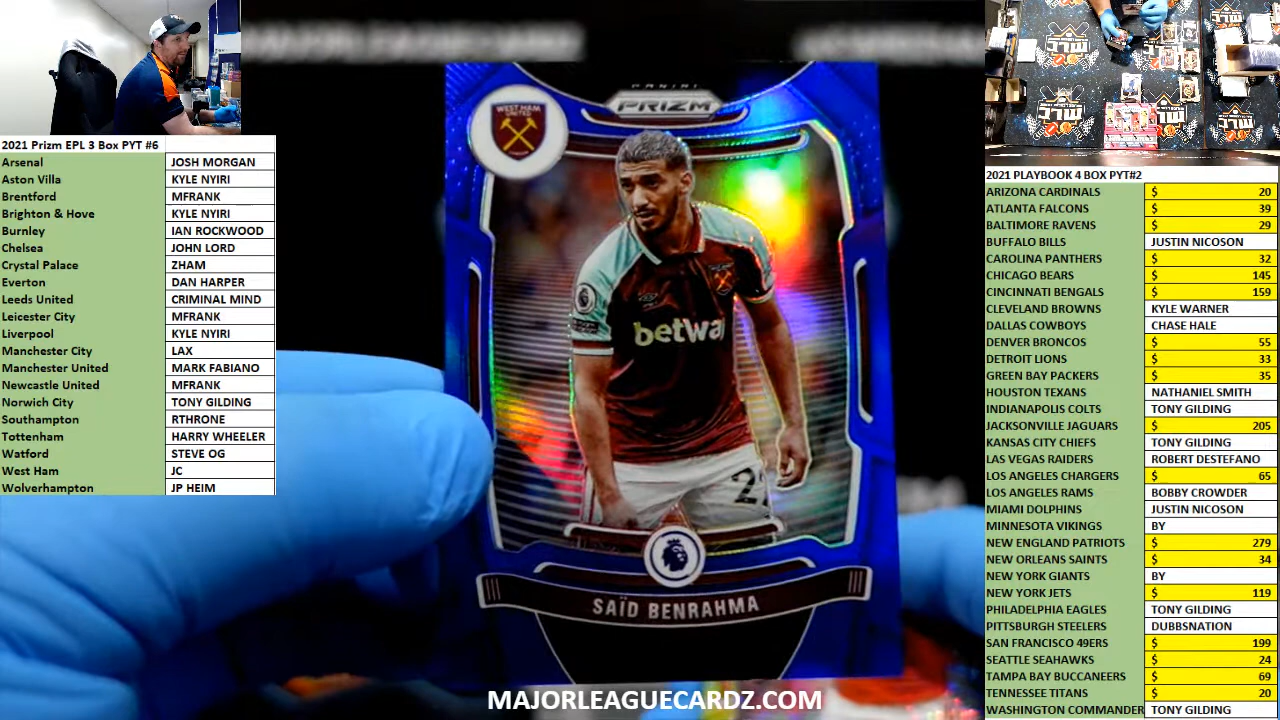 2021 Prizm EPL 3 Box PYT #6
Arsenal JOSH MORGAN
Aston Villa KYLE NYIRI
Brentford MFRANK
Brighton & Hove KYLE NYIRI
Burnley IAN ROCKWOOD
Chelsea JOHN LORD
Crystal Palace ZHAM
Everton DAN HARPER
Leeds United CRIMINAL MIND
Leicester City MFRANK
Liverpool KYLE NYIRI
Manchester City LAX
Manchester United MARK FABIANO
Newcastle United MFRANK
Norwich City TONY GILDING
Southampton RTHRONE
Tottenham HARRY WHEELER
Watford STEVE OG
West Ham JC
Wolverhampton JP HEIM
PANINI
PRIZM
WEST HAM
UNITED
betway
2
SAÏD BENRAHMA
MAJORLEAGUECARDZ.COM
2021 PLAYBOOK 4 BOX PYT#2
ARIZONA CARDINALS $ 20
ATLANTA FALCONS $ 39
BALTIMORE RAVENS $ 29
BUFFALO BILLS JUSTIN NICOSON
CAROLINA PANTHERS $ 32
CHICAGO BEARS $ 145
CINCINNATI BENGALS $ 159
CLEVELAND BROWNS KYLE WARNER
DALLAS COWBOYS CHASE HALE
DENVER BRONCOS $ 55
DETROIT LIONS $ 33
GREEN BAY PACKERS $ 35
HOUSTON TEXANS NATHANIEL SMITH
INDIANAPOLIS COLTS TONY GILDING
JACKSONVILLE JAGUARS $ 205
KANSAS CITY CHIEFS TONY GILDING
LAS VEGAS RAIDERS ROBERT DESTEFANO
LOS ANGELES CHARGERS $ 65
LOS ANGELES RAMS BOBBY CROWDER
MIAMI DOLPHINS JUSTIN NICOSON
MINNESOTA VIKINGS BY
NEW ENGLAND PATRIOTS $ 279
NEW ORLEANS SAINTS $ 34
NEW YORK GIANTS BY
NEW YORK JETS $ 119
PHILADELPHIA EAGLES TONY GILDING
PITTSBURGH STEELERS DUBBSNATION
SAN FRANCISCO 49ERS $ 199
SEATTLE SEAHAWKS $ 24
TAMPA BAY BUCCANEERS $ 69
TENNESSEE TITANS $ 20
WASHINGTON COMMANDER TONY GILDING